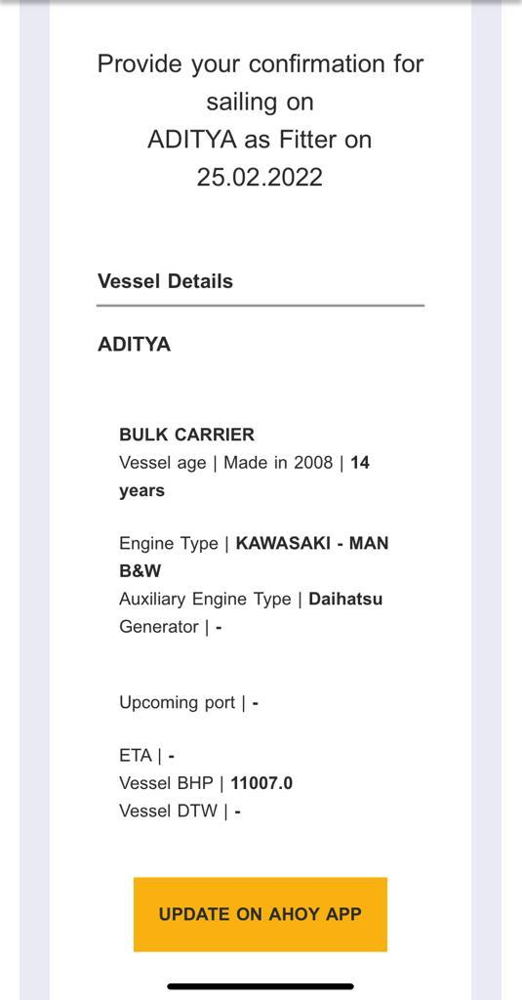 Provide your confirmation for
sailing on
ADITYA as Fitter on
25.02.2022
Vessel Details
ADITYA
BULK CARRIER
Vessel age | Made in 2008 | 14
years
Engine Type | KAWASAKI - MAN
B&W
Auxiliary Engine Type | Daihatsu
Generator | -
Upcoming port | -
ETA | -
Vessel BHP | 11007.0
Vessel DTW | -
UPDATE ON AHOY APP